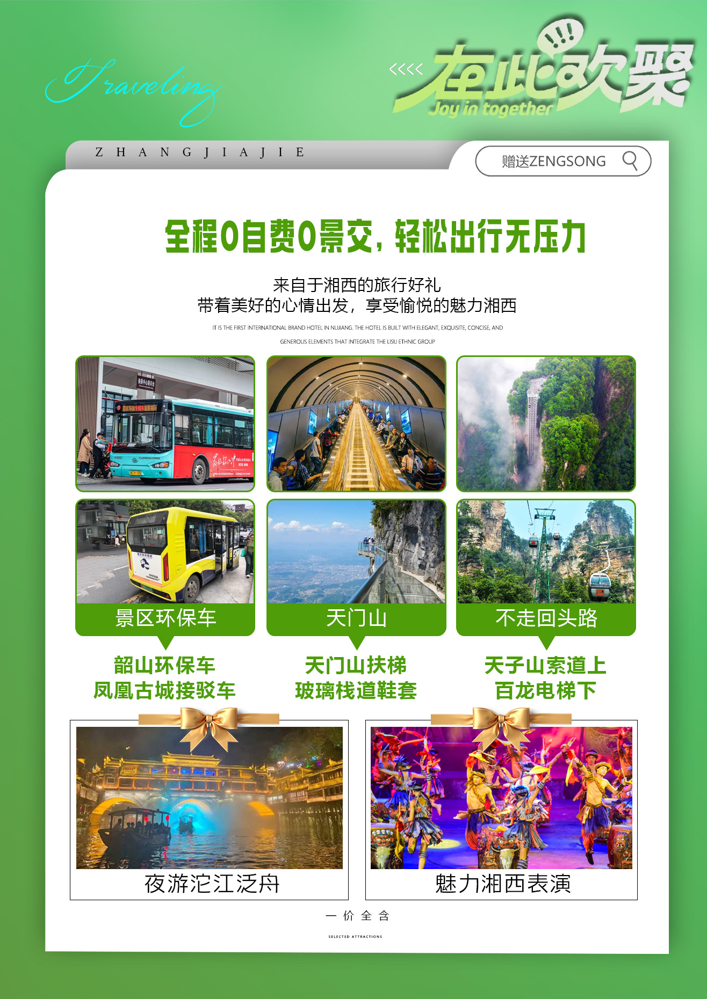 Traveling
<<<<
在此欢聚
!!!
Joy in together
ZHANGJIAJIE
赠送ZENGSONG
全程0自费0景交,轻松出行无压力
来自于湘西的旅行好礼
带着美好的心情出发，享受愉悦的魅力湘西
IT IS THE FIRST INTERNATIONAL BRAND HOTEL IN NUJIANG. THE HOTEL IS BUILT WITH ELEGANT, EXQUISITE, CONCISE, AND
GENEROUS ELEMENTS THAT INTEGRATE THE LISU ETHNIC GROUP
景区环保车
天门山
不走回头路
韶山环保车
凤凰古城接驳车
天门山扶梯
玻璃栈道鞋套
天子山索道上
百龙电梯下
夜游沱江泛舟
魅力湘西表演
一价全含
SELECTED ATTRACTIONS